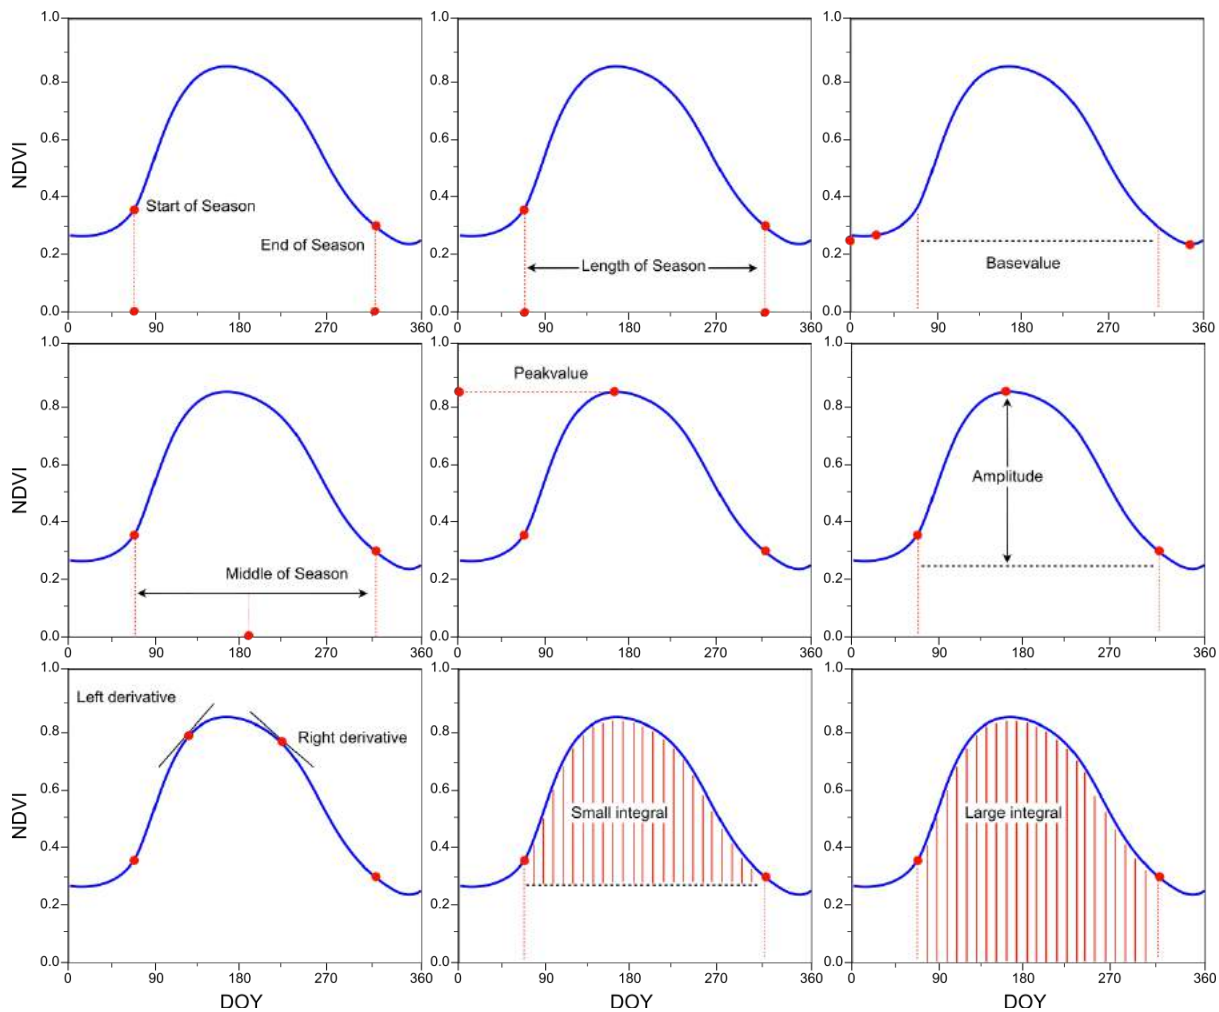 1.0 1.0 1.0
0.8 0.8 0.8
0.6 0.6 0.6
NDVI
0.4 0.4 0.4
Start of Season
End of Season
0.2 0.2 0.2
Length of Season
Basevalue
0.0 0.0 0.0
0 90 180 270 360 0 90 180 270 360 0 90 180 270 360
1.0 1.0 1.0
Peakvalue
0.8 0.8 0.8
0.6 0.6 0.6
NDVI
Amplitude
0.4 0.4 0.4
Middle of Season
0.2 0.2 0.2
0.0 0.0 0.0
0 90 180 270 360 0 90 180 270 360 0 90 180 270 360
1.0 1.0 1.0
Left derivative
Right derivative
0.8 0.8 0.8
0.6 0.6 0.6
NDVI
Small integral
Large integral
0.4 0.4 0.4
0.2 0.2 0.2
0.0 0.0 0.0
0 90 180 270 360 0 90 180 270 360 0 90 180 270 360
DOY DOY DOY